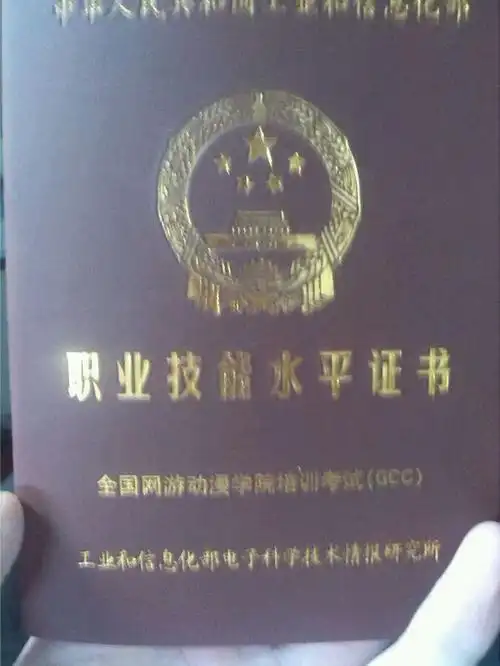 中华人民共和国工业和信息化部
职业技能水平证书
全国网游动漫学院培训考试(GCC)
工业和信息化部电子科学技术情报研究所